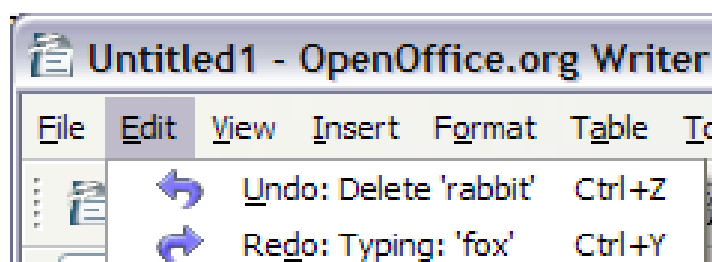 Untitled1 - OpenOffice.org Writer
File Edit View Insert Format Table
Undo: Delete 'rabbit' Ctrl+Z
Redo: Typing: 'fox' Ctrl+Y